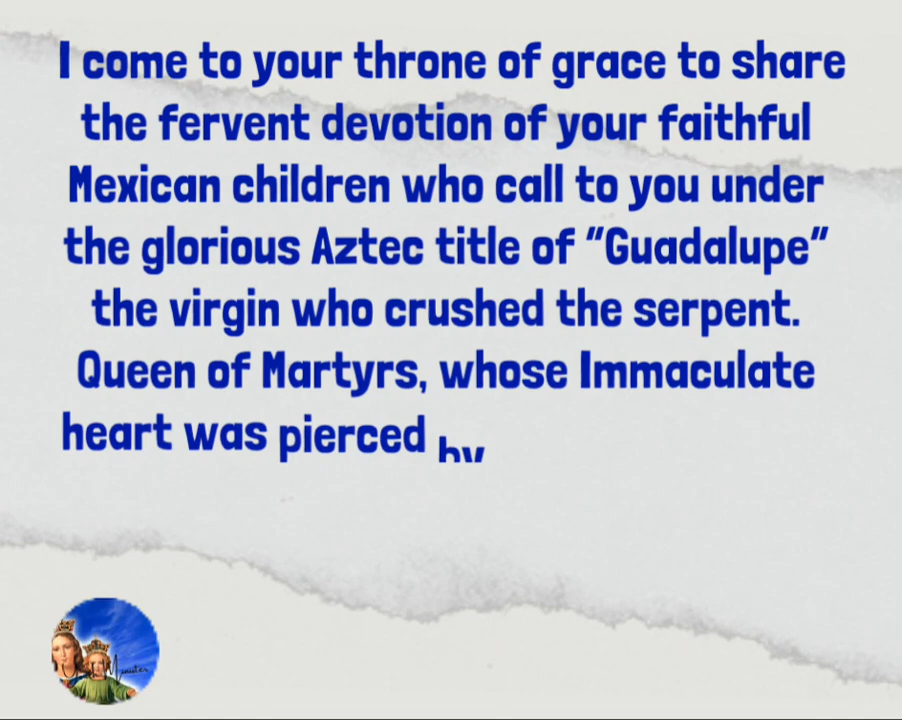 I come to your throne of grace to share
the fervent devotion of your faithful
Mexican children who call to you under
the glorious Aztec title of “Guadalupe”
the virgin who crushed the serpent.
Queen of Martyrs, whose Immaculate
heart was pierced by